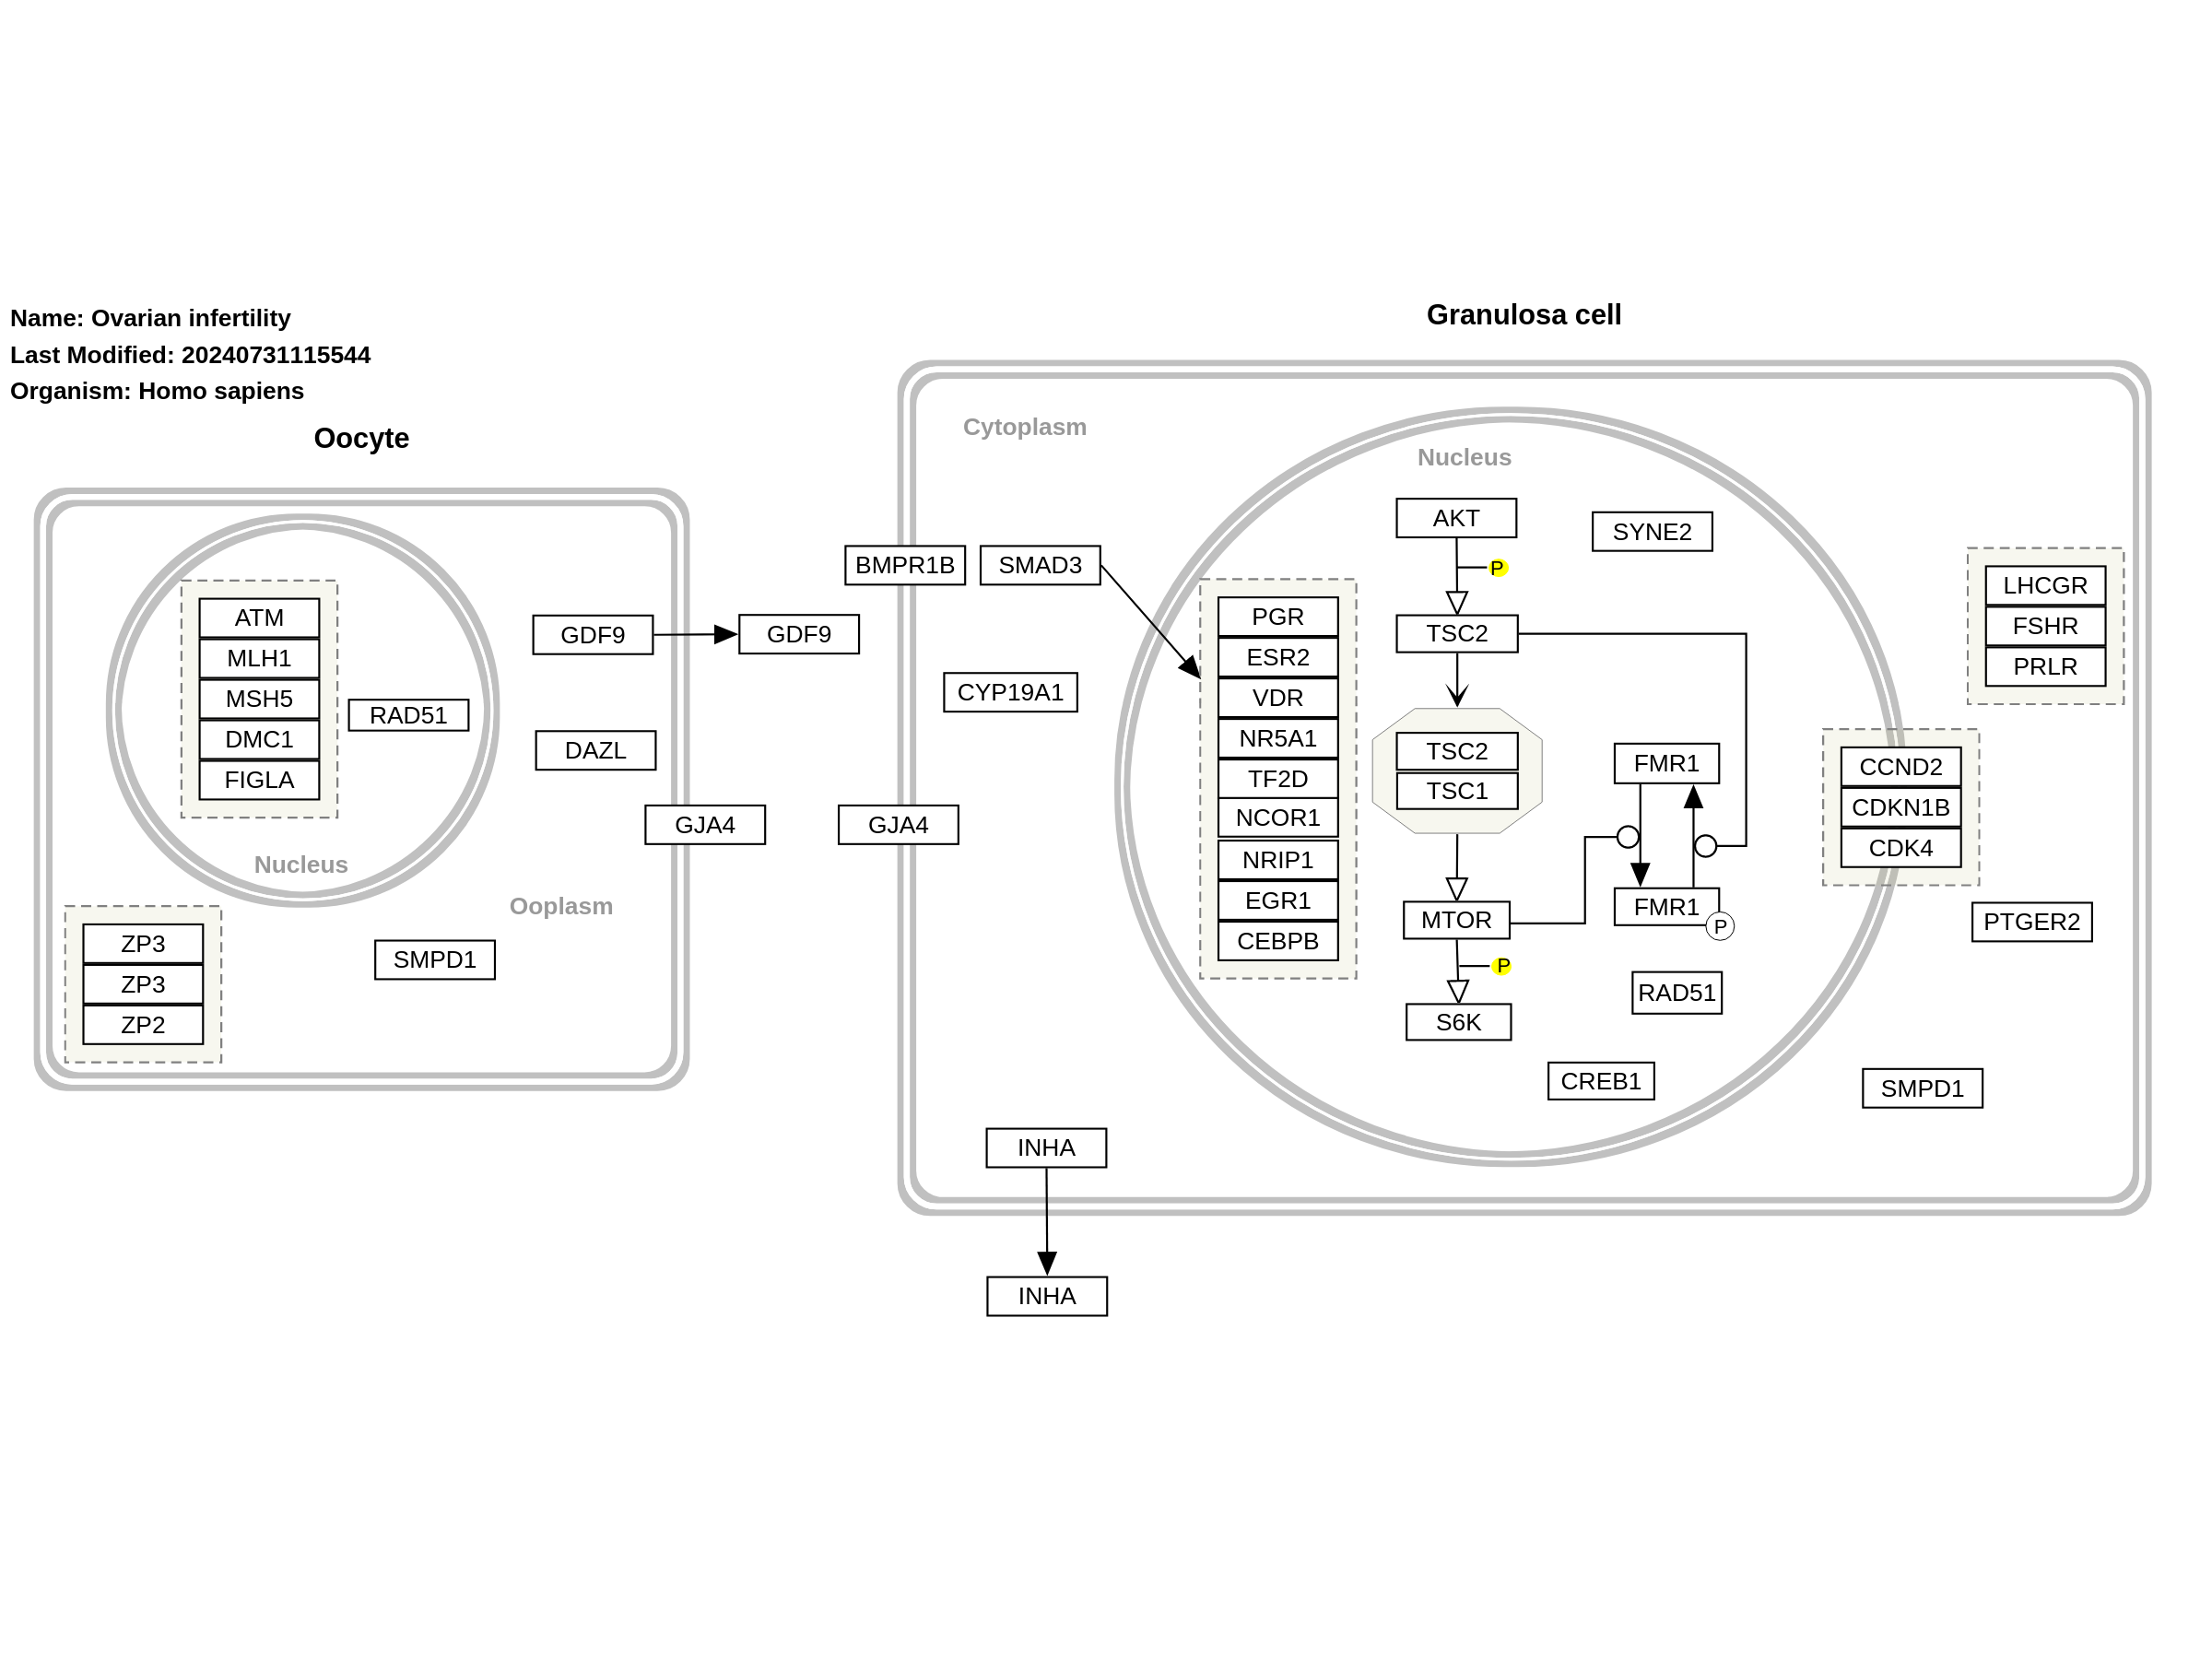 Name: Ovarian infertility
Last Modified: 20240731115544
Organism: Homo sapiens
Oocyte
ATM
MLH1
MSH5
DMC1
FIGLA
RAD51
Nucleus
GDF9
GDF9
DAZL
GJA4
Ooplasm
SMPD1
ZP3
ZP3
ZP2
Granulosa cell
Cytoplasm
Nucleus
BMPR1B
SMAD3
CYP19A1
GJA4
PGR
ESR2
VDR
NR5A1
TF2D
NCOR1
NRIP1
EGR1
CEBPB
AKT
P
SYNE2
TSC2
TSC2
TSC1
FMR1
FMR1
P
MTOR
P
S6K
RAD51
CREB1
LHCGR
FSHR
PRLR
CCND2
CDKN1B
CDK4
PTGER2
SMPD1
INHA
INHA